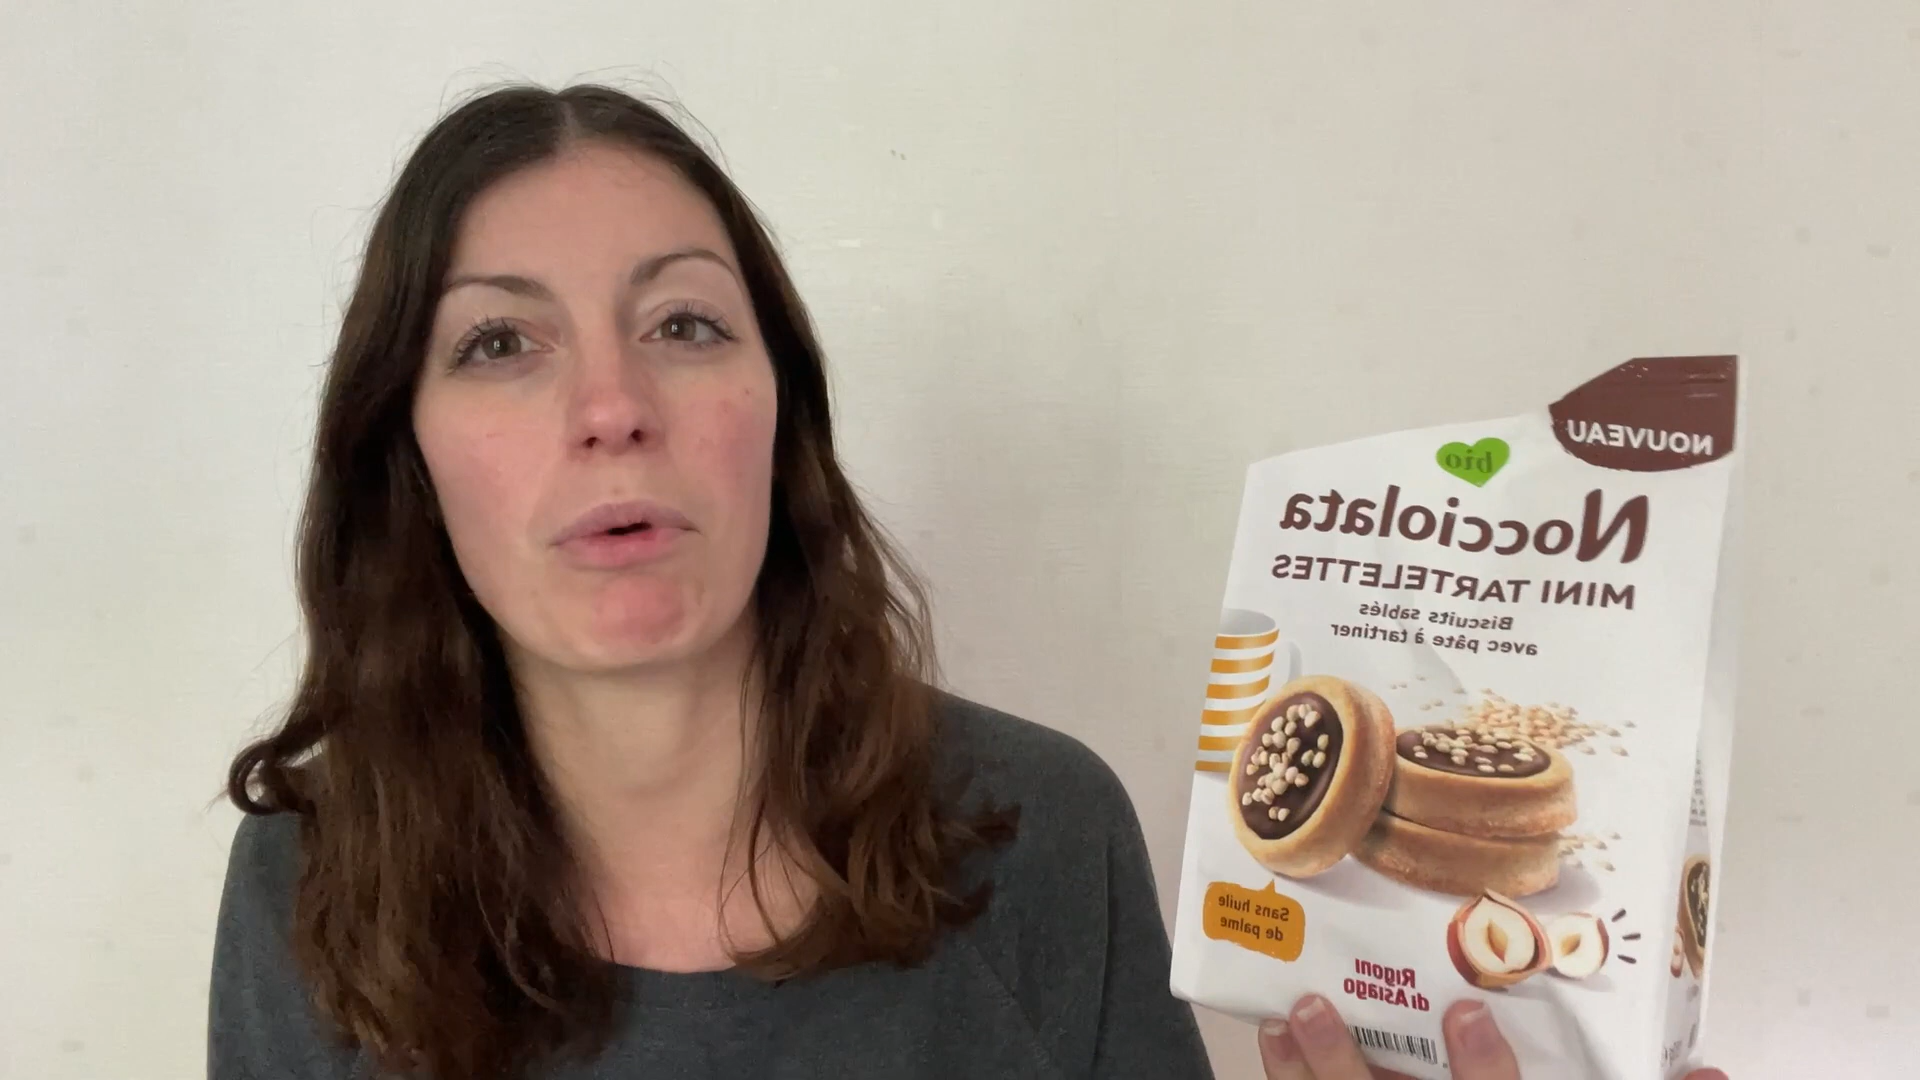 NOUVEAU
bio
Nocciolata
MINI TARTELETTES
Biscuits sablés
avec pâte à tartiner
Sans huile
de palme
Rigoni
di Asiago